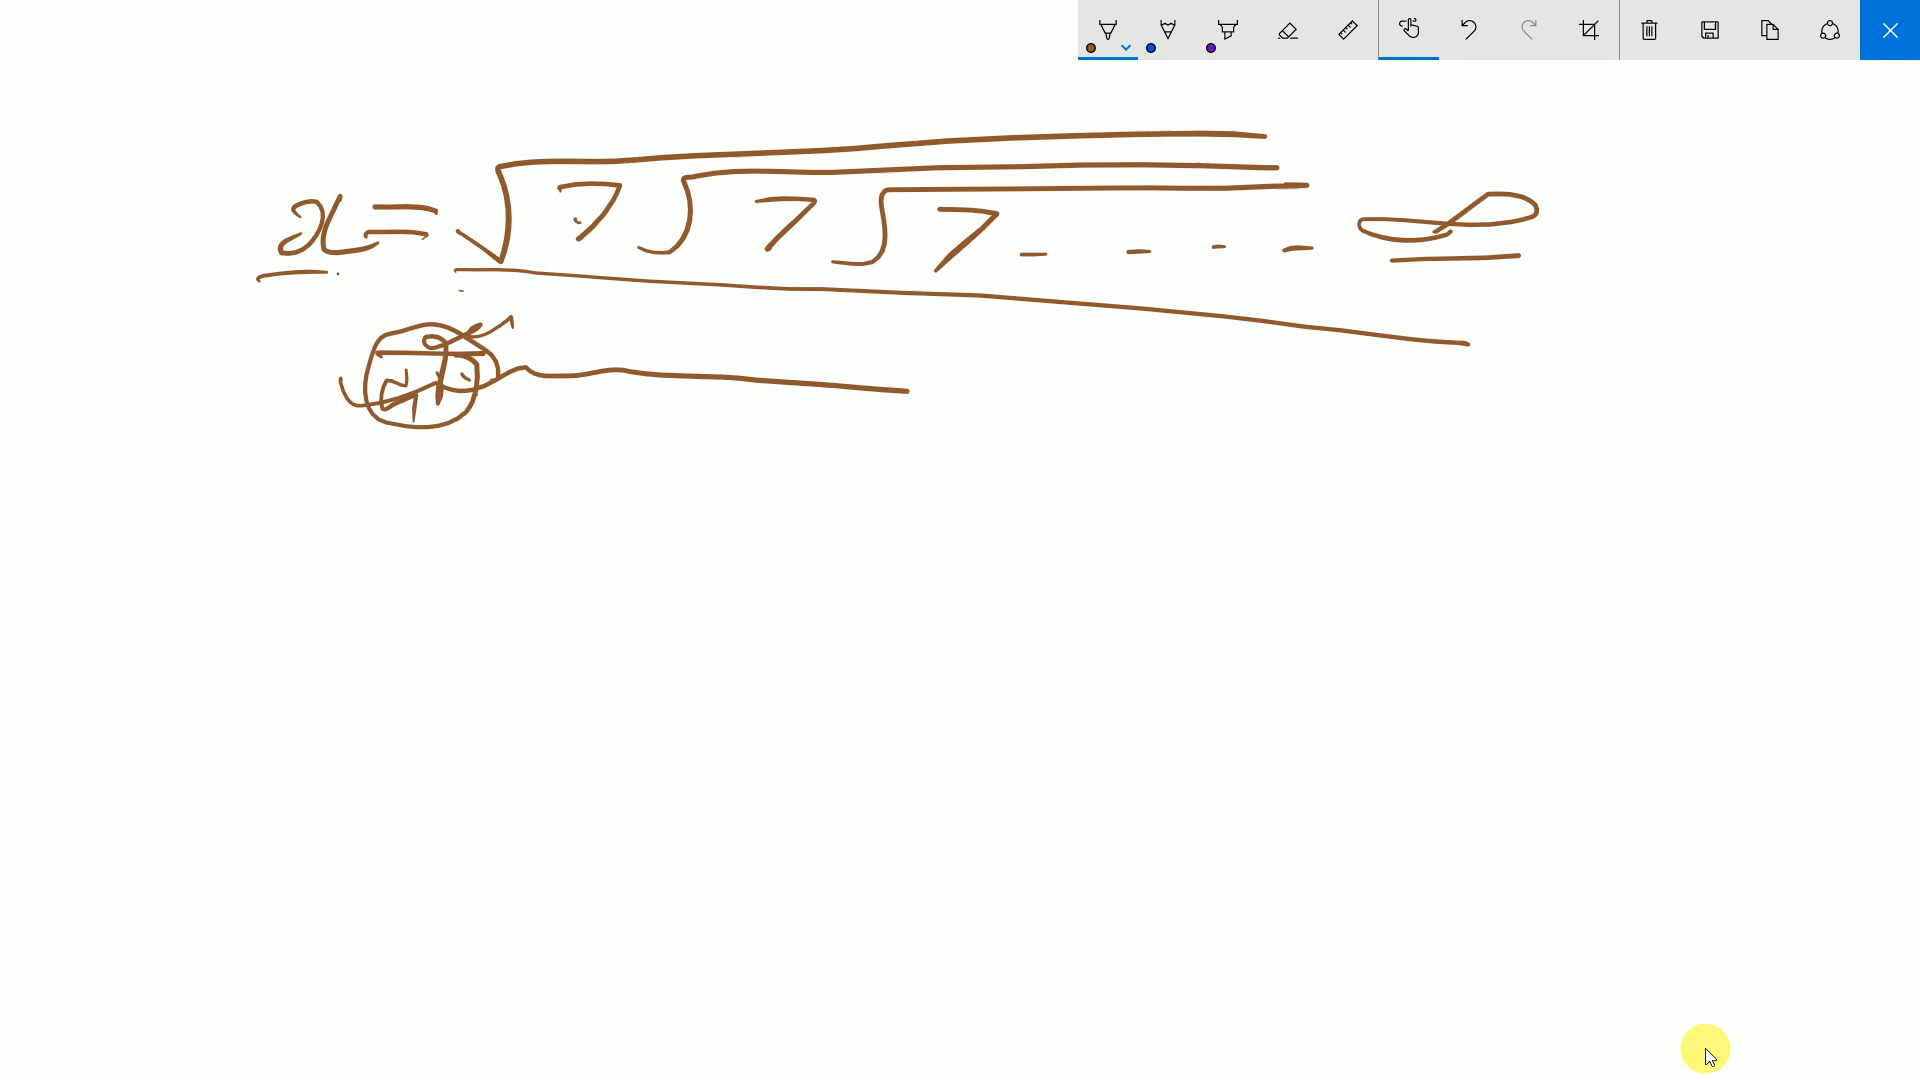 x = √7√7√7 - - - - ∞